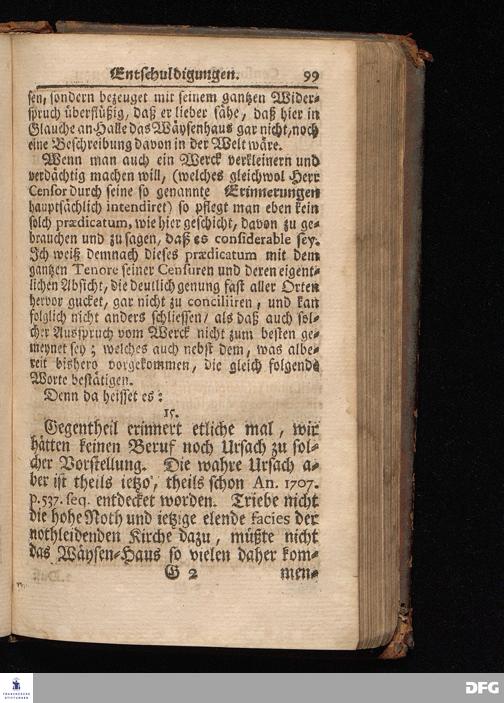 Entschuldigungen. 99
sen, sondern bezeuget mit seinem gantzen Wider-
spruch überflüßig, daß er lieber sähe, daß hier in
Glauche an Halle das Wäysenhaus gar nicht, noch
eine Beschreibung davon in der Welt wäre.
Wenn man auch ein Werck verkleinern und
verdächtig machen will, (welches gleichwol Herr
Censor durch seine so genannte Erinnerungen
hauptsächlich intendiret) so pflegt man eben kein
solch prædicatum, wie hier geschicht, davon zu ge-
brauchen und zu sagen, daß es considerable sey.
Ich weiß demnach dieses prædicatum mit dem
gantzen Tenore seiner Censuren und deren eigent-
lichen Absicht, die deutlich genung fast aller Orten
hervor gucket, gar nicht zu conciliiren, und kan
folglich nicht anders schliessen / als daß auch sol-
cher Ausspruch vom Werck nicht zum besten ge-
meynet sey; welches auch nebst dem, was albe-
reit bishero vorgekommen, die gleich folgende
Worte bestätigen.
Denn da heisset es:
15.
Gegentheil erinnert etliche mal, wir
hätten keinen Beruf noch Ursach zu sol-
cher Vorstellung. Die wahre Ursach a-
ber ist theils ietzo, theils schon An. 1707.
p. 537. seq. entdecket worden. Triebe nicht
die hohe Noth und ietzige elende facies der
nothleidenden Kirche dazu, müßte nicht
das Wäysen-Haus so vielen daher kom-
G 2 men-
FRANCKESCHE
STIFTUNGEN
DFG